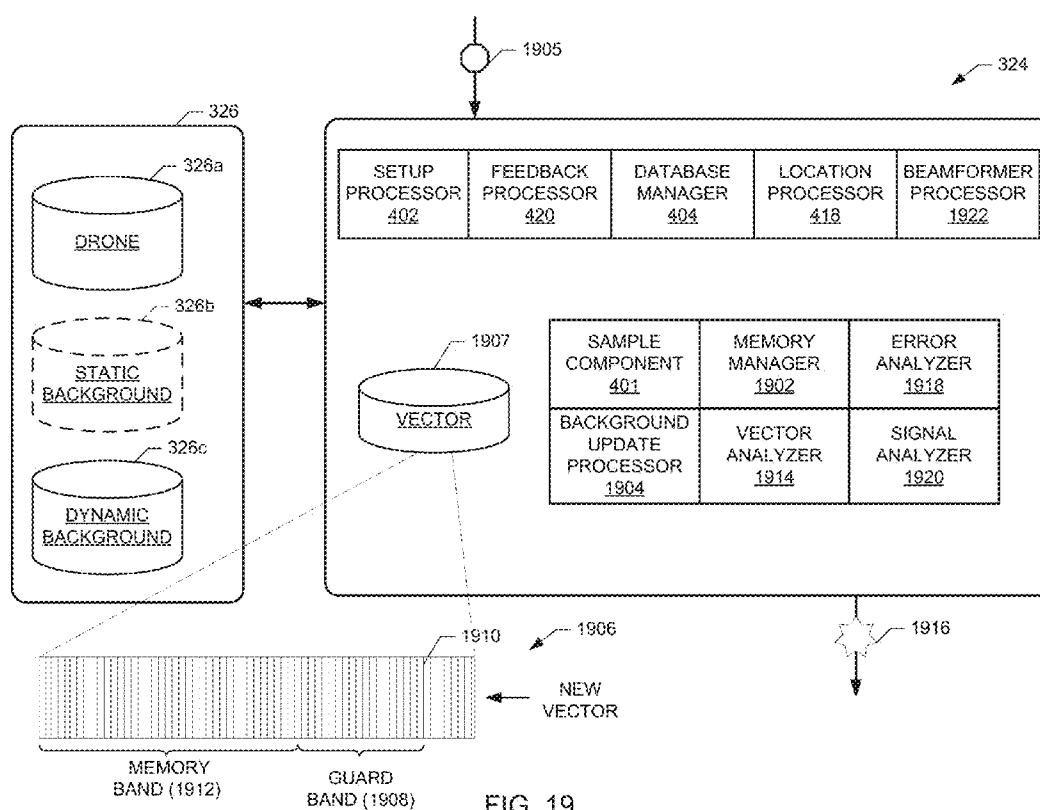 1905
324
326
326a
DRONE
326b
STATIC
BACKGROUND
326c
DYNAMIC
BACKGROUND
SETUP
PROCESSOR
402
FEEDBACK
PROCESSOR
420
DATABASE
MANAGER
404
LOCATION
PROCESSOR
418
BEAMFORMER
PROCESSOR
1922
1907
VECTOR
SAMPLE
COMPONENT
401
MEMORY
MANAGER
1902
ERROR
ANALYZER
1918
BACKGROUND
UPDATE
PROCESSOR
1904
VECTOR
ANALYZER
1914
SIGNAL
ANALYZER
1920
1910
1906
1916
NEW
VECTOR
MEMORY
BAND (1912)
GUARD
BAND (1908)
FIG. 19